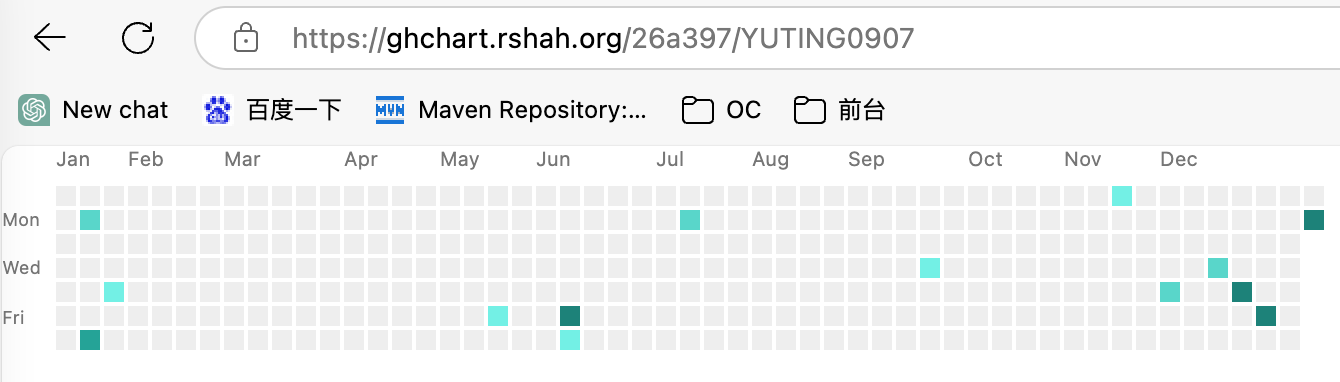 https://ghchart.rshah.org/26a397/YUTING0907
New chat 百度一下 MVN Maven Repository:... OC 前台
Jan Feb Mar Apr May Jun Jul Aug Sep Oct Nov Dec
Mon
Wed
Fri